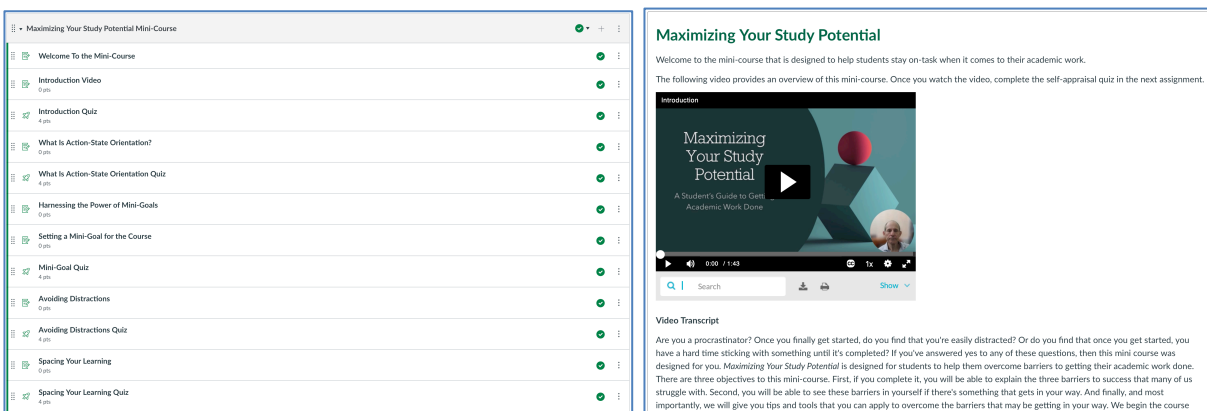 Maximizing Your Study Potential Mini-Course
Welcome To the Mini-Course
Introduction Video
0 pts
Introduction Quiz
4 pts
What Is Action-State Orientation?
0 pts
What Is Action-State Orientation Quiz
4 pts
Harnessing the Power of Mini-Goals
0 pts
Setting a Mini-Goal for the Course
0 pts
Mini-Goal Quiz
4 pts
Avoiding Distractions
0 pts
Avoiding Distractions Quiz
4 pts
Spacing Your Learning
0 pts
Spacing Your Learning Quiz
4 pts
Maximizing Your Study Potential
Welcome to the mini-course that is designed to help students stay on-task when it comes to their academic work.
The following video provides an overview of this mini-course. Once you watch the video, complete the self-appraisal quiz in the next assignment.
Introduction
Maximizing
Your Study
Potential
A Student's Guide to Getting
Academic Work Done
0:00 / 1:43
CC 1x
Search
Show
Video Transcript
Are you a procrastinator? Once you finally get started, do you find that you're easily distracted? Or do you find that once you get started, you
have a hard time sticking with something until it's completed? If you've answered yes to any of these questions, then this mini course was
designed for you. Maximizing Your Study Potential is designed for students to help them overcome barriers to getting their academic work done.
There are three objectives to this mini-course. First, if you complete it, you will be able to explain the three barriers to success that many of us
struggle with. Second, you will be able to see these barriers in yourself if there's something that gets in your way. And finally, and most
importantly, we will give you tips and tools that you can apply to overcome the barriers that may be getting in your way. We begin the course